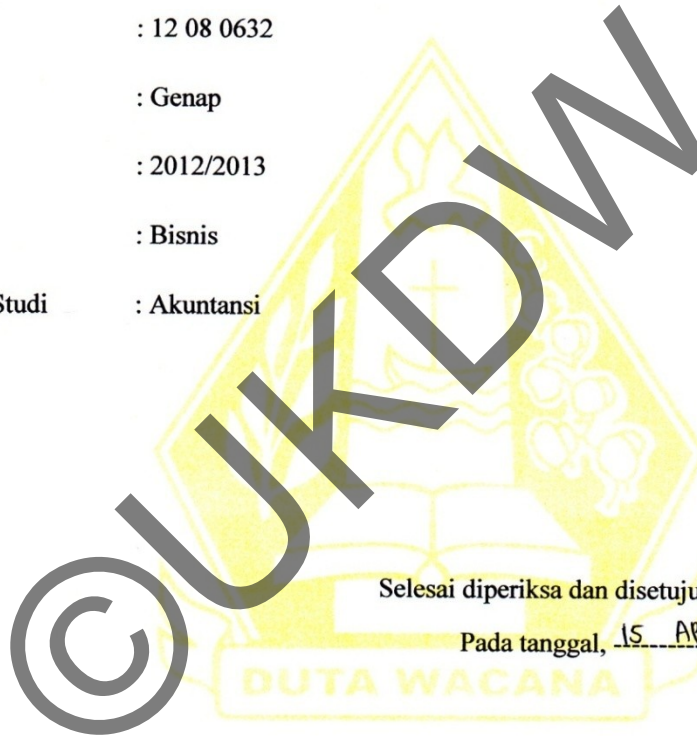 : 12 08 0632
: Genap
: 2012/2013
: Bisnis
Studi : Akuntansi
©UKDW
Selesai diperiksa dan disetuju
Pada tanggal, 15 AP
DUTA WACANA